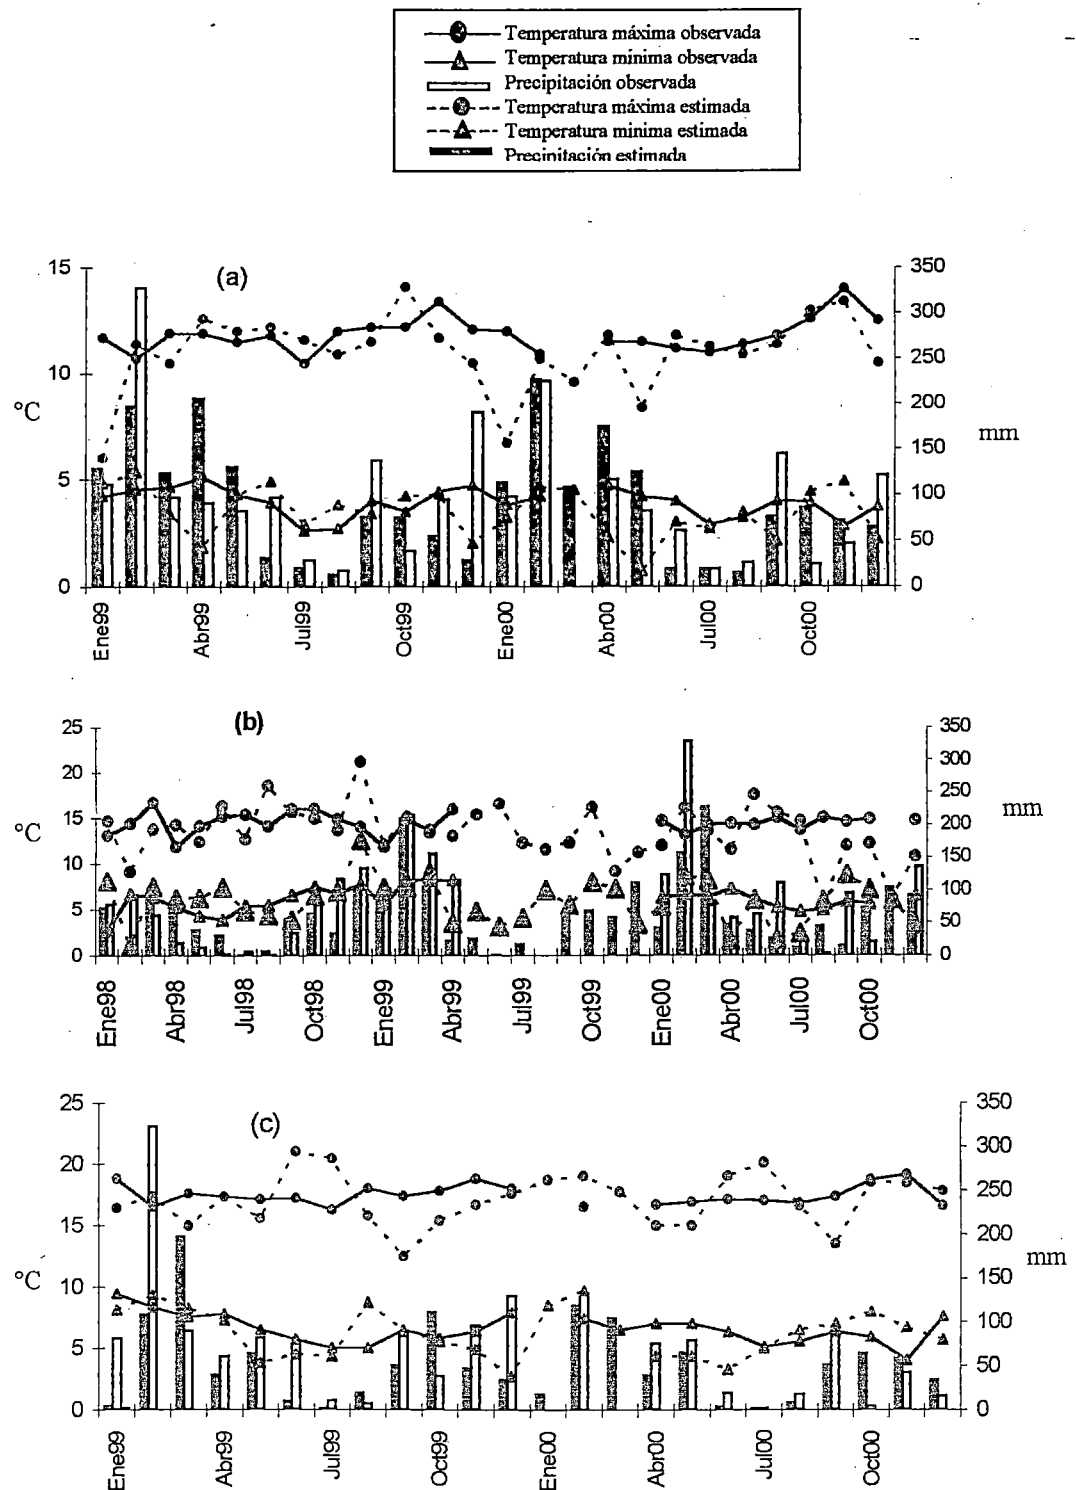 Temperatura máxima observada
Temperatura mínima observada
Precipitación observada
Temperatura máxima estimada
Temperatura mínima estimada
Precipitación estimada
(a)
15
10
5
0
°C
350
300
250
200
150
100
50
0
mm
Ene99
Abr99
Jul99
Oct99
Ene00
Abr00
Jul00
Oct00
(b)
25
20
15
10
5
0
°C
350
300
250
200
150
100
50
0
mm
Ene98
Abr98
Jul98
Oct98
Ene99
Abr99
Jul99
Oct99
Ene00
Abr00
Jul00
Oct00
(c)
25
20
15
10
5
0
°C
350
300
250
200
150
100
50
0
mm
Ene99
Abr99
Jul99
Oct99
Ene00
Abr00
Jul00
Oct00